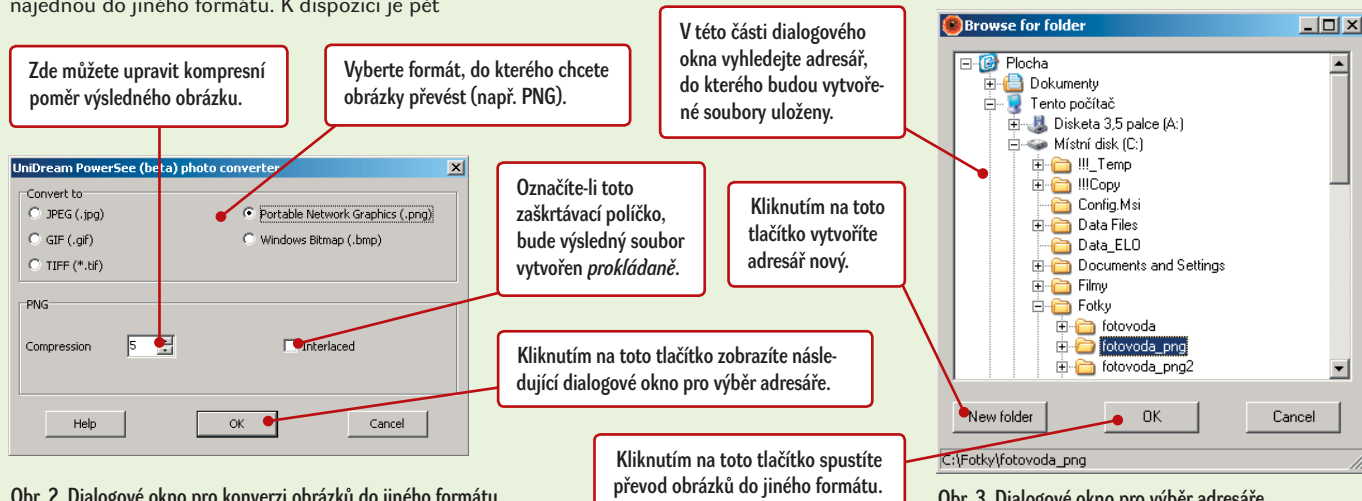 najednou do jiného formátu. K dispozici je pět
Zde můžete upravit kompresní
poměr výsledného obrázku.
Vyberte formát, do kterého chcete
obrázky převést (např. PNG).
UniDream PowerSee (beta) photo converter
Convert to
JPEG (.jpg)
Portable Network Graphics (.png)
GIF (.gif)
Windows Bitmap (.bmp)
TIFF (*.tif)
PNG
Compression
5
Interlaced
Help
OK
Cancel
Označíte-li toto
zaškrtávací políčko,
bude výsledný soubor
vytvořen prokládaně.
Kliknutím na toto tlačítko zobrazíte násle-
dující dialogové okno pro výběr adresáře.
Obr. 2 Dialogové okno pro konverzi obrázků do jiného formátu
V této části dialogového
okna vyhledejte adresář,
do kterého budou vytvoře-
né soubory uloženy.
Kliknutím na toto
tlačítko vytvoříte
adresář nový.
Kliknutím na toto tlačítko spustíte
převod obrázků do jiného formátu.
Browse for folder
Plocha
Dokumenty
Tento počítač
Disketa 3,5 palce (A:)
Místní disk (C:)
!!!_Temp
!!!Copy
Config.Msi
Data Files
Data_ELO
Documents and Settings
Filmy
Fotky
fotovoda
fotovoda_png
fotovoda_png2
New folder
OK
Cancel
C:\Fotky\fotovoda_png
Obr. 3 Dialogové okno pro výběr adresáře